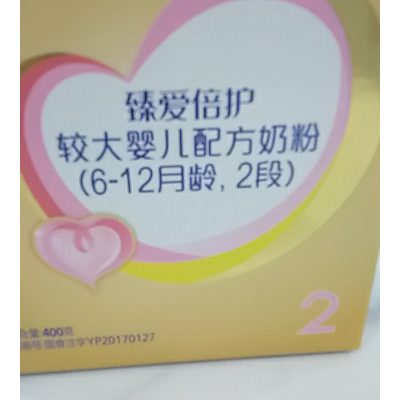 臻爱倍护
较大婴儿配方奶粉
(6-12月龄, 2段)
含量:400克
册号:国食注字YP20170127
2